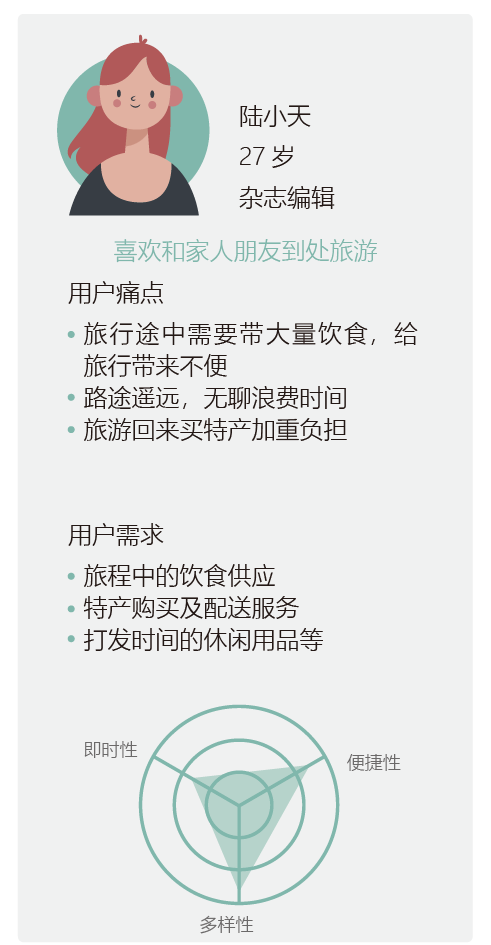 陆小天
27 岁
杂志编辑
喜欢和家人朋友到处旅游
用户痛点
旅行途中需要带大量饮食，给
旅行带来不便
路途遥远，无聊浪费时间
旅游回来买特产加重负担
用户需求
旅程中的饮食供应
特产购买及配送服务
打发时间的休闲用品等
即时性
便捷性
多样性